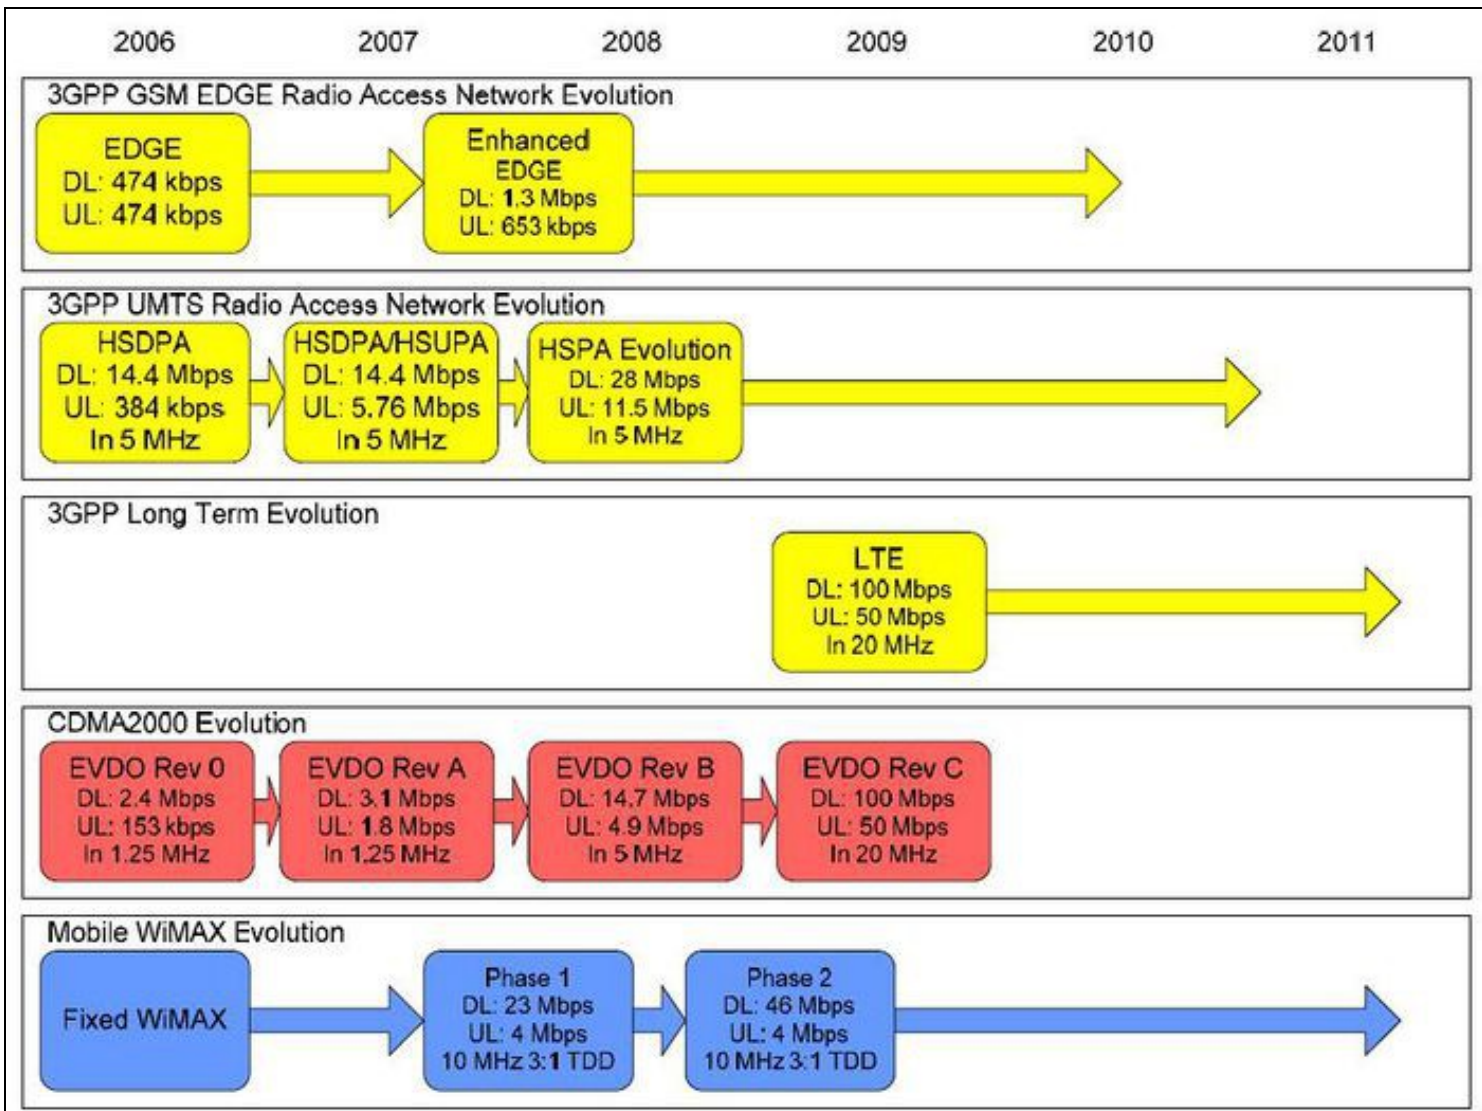 2006 2007 2008 2009 2010 2011
3GPP GSM EDGE Radio Access Network Evolution
EDGE
DL: 474 kbps
UL: 474 kbps
Enhanced
EDGE
DL: 1.3 Mbps
UL: 653 kbps
3GPP UMTS Radio Access Network Evolution
HSDPA
DL: 14.4 Mbps
UL: 384 kbps
In 5 MHz
HSDPA/HSUPA
DL: 14.4 Mbps
UL: 5.76 Mbps
In 5 MHz
HSPA Evolution
DL: 28 Mbps
UL: 11.5 Mbps
In 5 MHz
3GPP Long Term Evolution
LTE
DL: 100 Mbps
UL: 50 Mbps
In 20 MHz
CDMA2000 Evolution
EVDO Rev 0
DL: 2.4 Mbps
UL: 153 kbps
In 1.25 MHz
EVDO Rev A
DL: 3.1 Mbps
UL: 1.8 Mbps
In 1.25 MHz
EVDO Rev B
DL: 14.7 Mbps
UL: 4.9 Mbps
In 5 MHz
EVDO Rev C
DL: 100 Mbps
UL: 50 Mbps
In 20 MHz
Mobile WiMAX Evolution
Fixed WiMAX
Phase 1
DL: 23 Mbps
UL: 4 Mbps
10 MHz 3:1 TDD
Phase 2
DL: 46 Mbps
UL: 4 Mbps
10 MHz 3:1 TDD